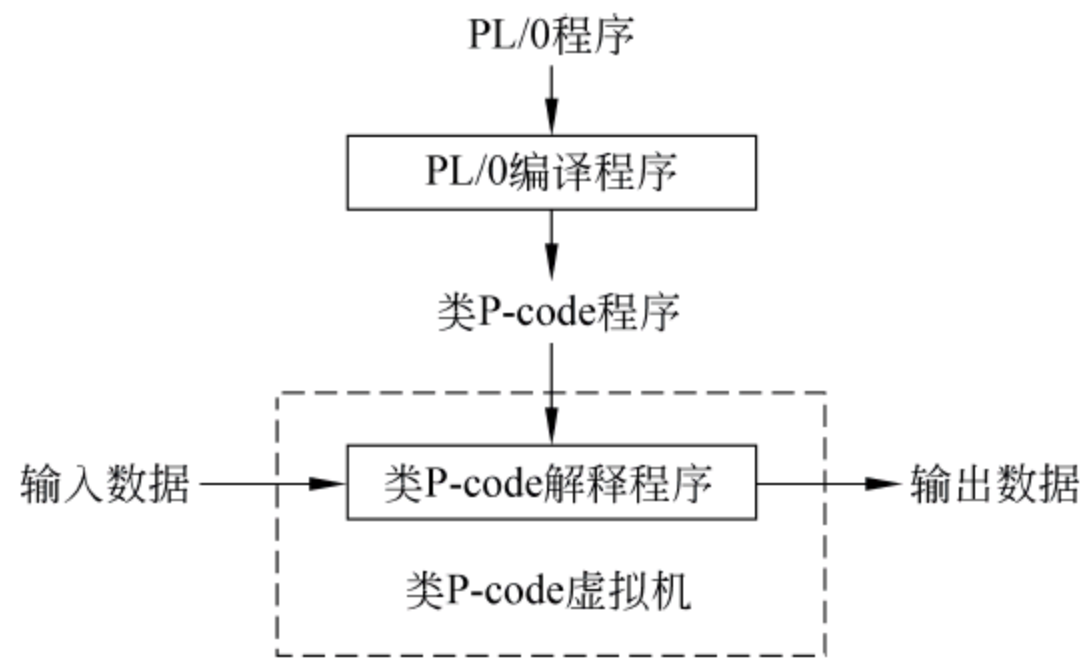 PL/0程序
PL/0编译程序
类P-code程序
输入数据
类P-code解释程序
输出数据
类P-code虚拟机